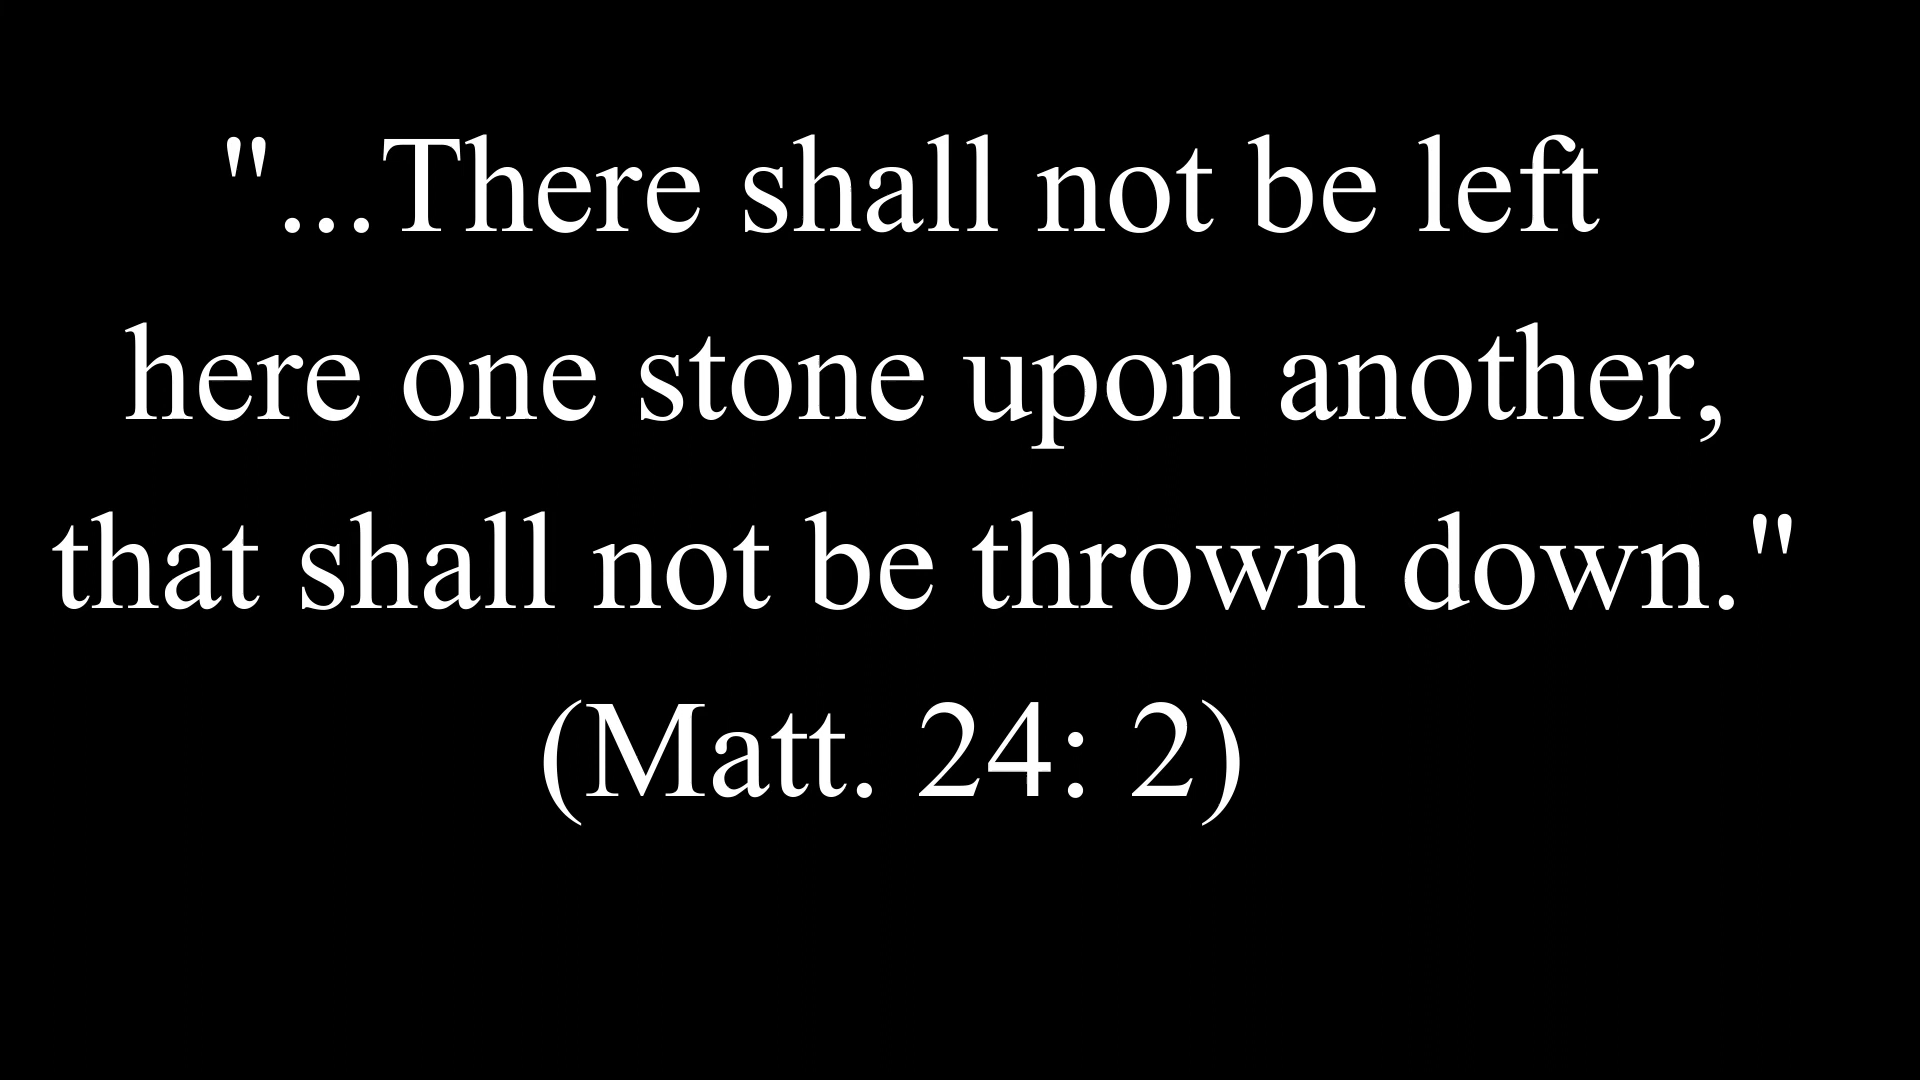 "...There shall not be left
here one stone upon another,
that shall not be thrown down."
(Matt. 24: 2)